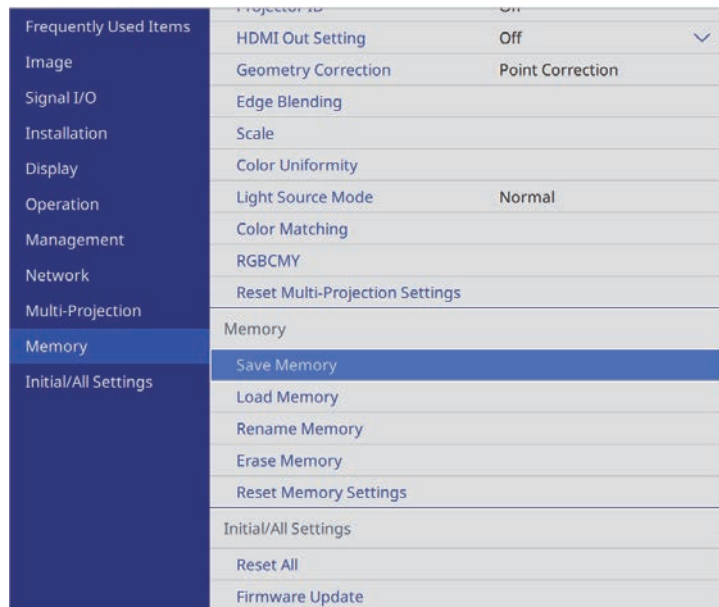 Frequently Used Items
Image
Signal I/O
Installation
Display
Operation
Management
Network
Multi-Projection
Memory
Initial/All Settings
Projector ID Off
HDMI Out Setting Off
Geometry Correction Point Correction
Edge Blending
Scale
Color Uniformity
Light Source Mode Normal
Color Matching
RGBCMY
Reset Multi-Projection Settings
Memory
Save Memory
Load Memory
Rename Memory
Erase Memory
Reset Memory Settings
Initial/All Settings
Reset All
Firmware Update